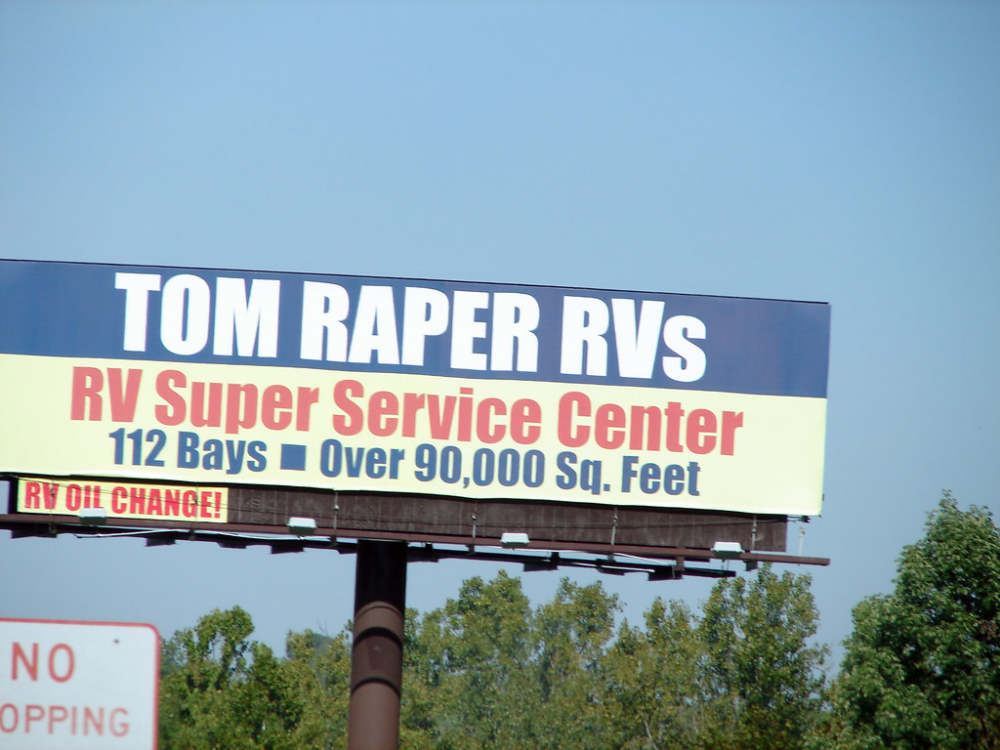 TOM RAPER RVs
RV Super Service Center
112 Bays ■ Over 90,000 Sq. Feet
RV OIL CHANGE!
NO
OPPING